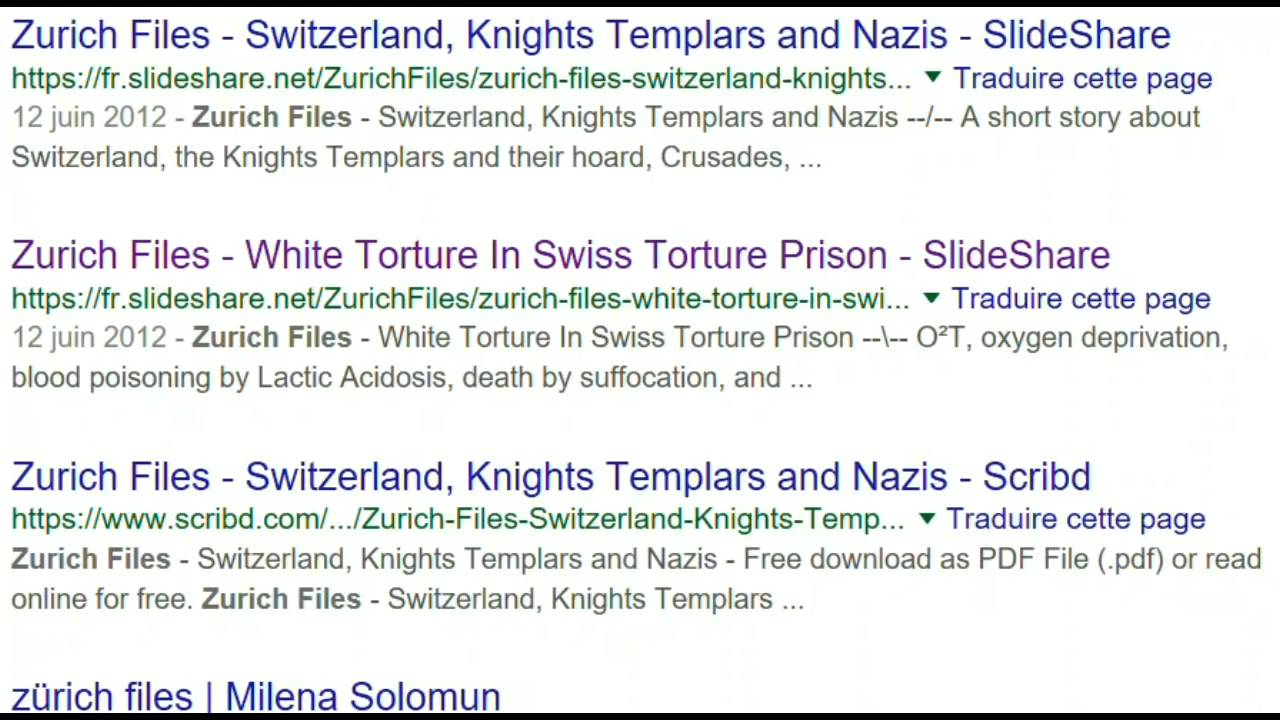 Zurich Files - Switzerland, Knights Templars and Nazis - SlideShare
https://fr.slideshare.net/ZurichFiles/zurich-files-switzerland-knights... ▼ Traduire cette page
12 juin 2012 - Zurich Files - Switzerland, Knights Templars and Nazis --/-- A short story about
Switzerland, the Knights Templars and their hoard, Crusades, ...
Zurich Files - White Torture In Swiss Torture Prison - SlideShare
https://fr.slideshare.net/ZurichFiles/zurich-files-white-torture-in-swi... ▼ Traduire cette page
12 juin 2012 - Zurich Files - White Torture In Swiss Torture Prison --\-- O²T, oxygen deprivation,
blood poisoning by Lactic Acidosis, death by suffocation, and ...
Zurich Files - Switzerland, Knights Templars and Nazis - Scribd
https://www.scribd.com/.../Zurich-Files-Switzerland-Knights-Temp... ▼ Traduire cette page
Zurich Files - Switzerland, Knights Templars and Nazis - Free download as PDF File (.pdf) or read
online for free. Zurich Files - Switzerland, Knights Templars ...
zürich files | Milena Solomun